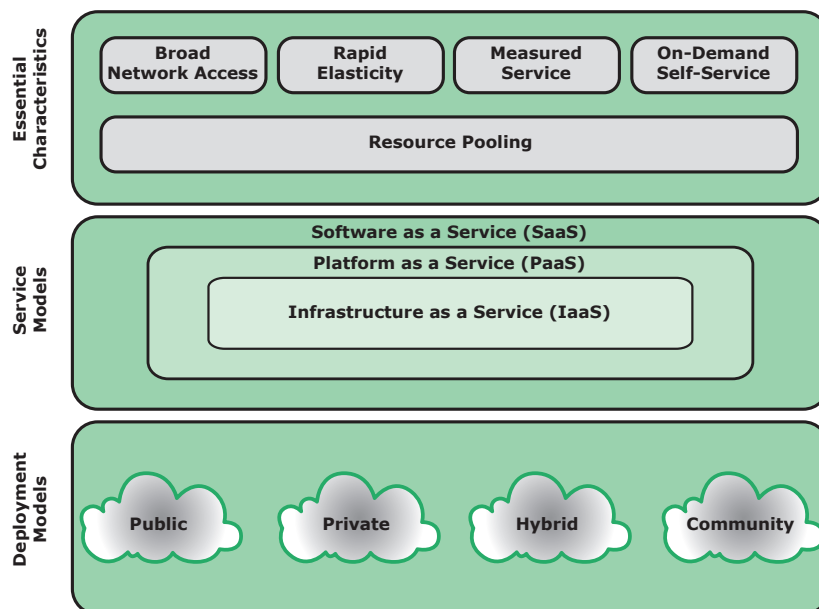 Essential
Characteristics
Broad
Network Access
Rapid
Elasticity
Measured
Service
On-Demand
Self-Service
Resource Pooling
Service
Models
Software as a Service (SaaS)
Platform as a Service (PaaS)
Infrastructure as a Service (IaaS)
Deployment
Models
Public
Private
Hybrid
Community